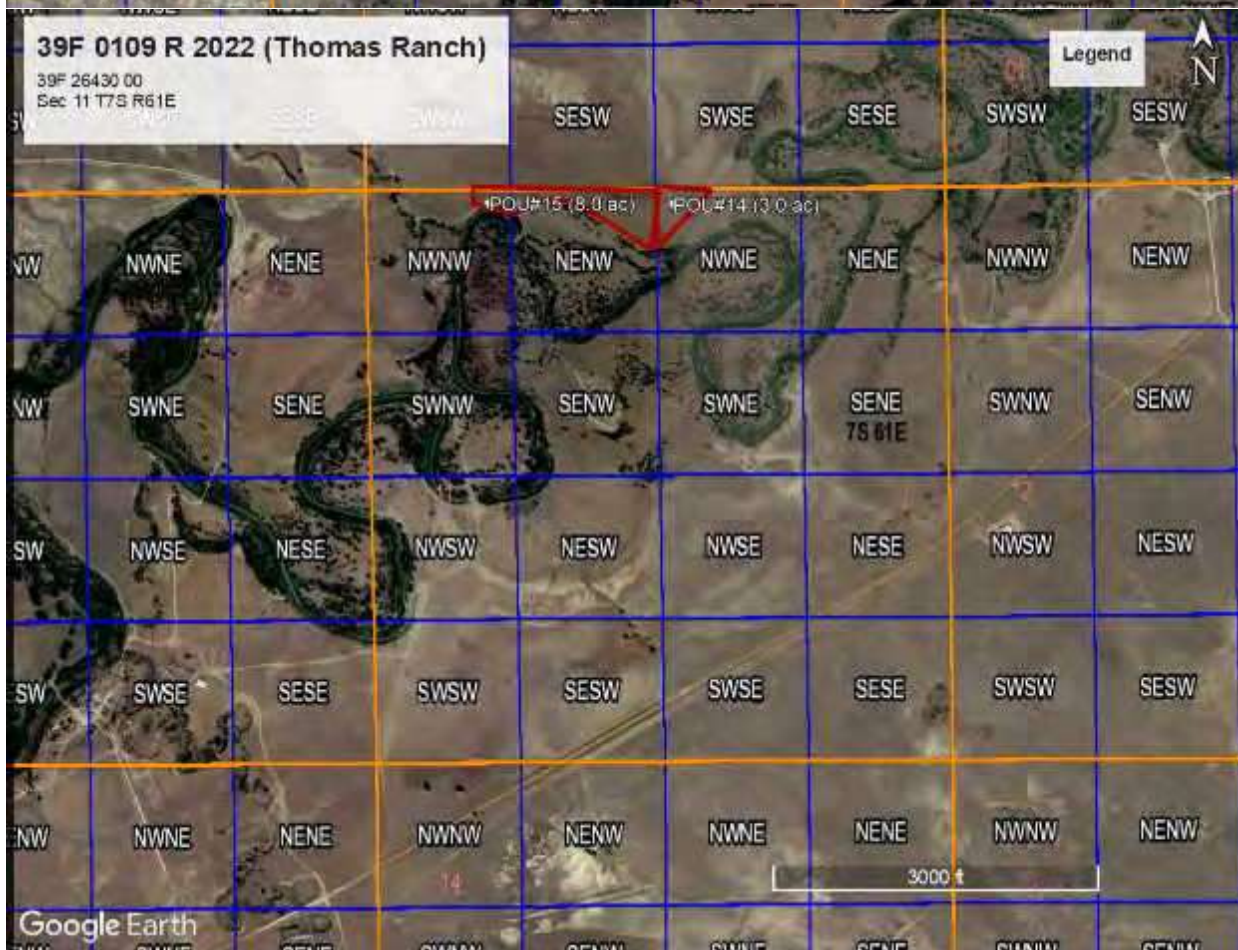 39F 0109 R 2022 (Thomas Ranch)
39F 26430 00
Sec 11 T7S R61E
Legend
N
SESW SWSE SESE SWSW SESW
POU#15 (8.0 ac) POU#14 (3.0 ac)
NW NWNE NENE NWNW NENW NWNE NENE NWNW NENW
NW SWNE SENE SWNW SENW SWNE SENE SWNW SENW
7S 61E
SW NWSE NESE NWSW NESW NWSE NESE NWSW NESW
SW SWSE SESE SWSW SESW SWSE SESE SWSW SESW
ENW NWNE NENE NWNW NENW NWNE NENE NWNW NENW
14
3000 ft
Google Earth